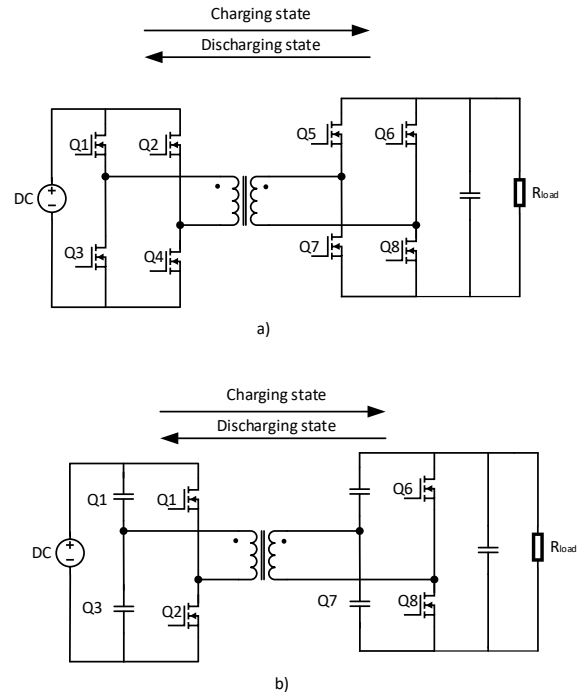 Charging state
Discharging state
Q1 Q2 Q5 Q6
DC + − Rload
Q3 Q4 Q7 Q8
a)
Charging state
Discharging state
Q1 Q1 Q6
DC + − Rload
Q3 Q2 Q7 Q8
b)